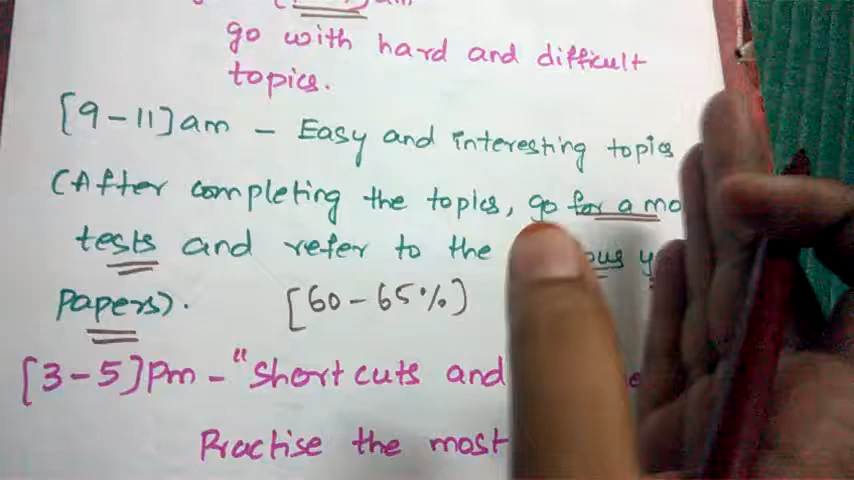 go with hard and difficult
topics.
[9-11]am - Easy and interesting topics
(After completing the topics, go for a mo
tests and refer to the
papers). [60-65%)
[3-5]Pm - "Short cuts and
Practise the most